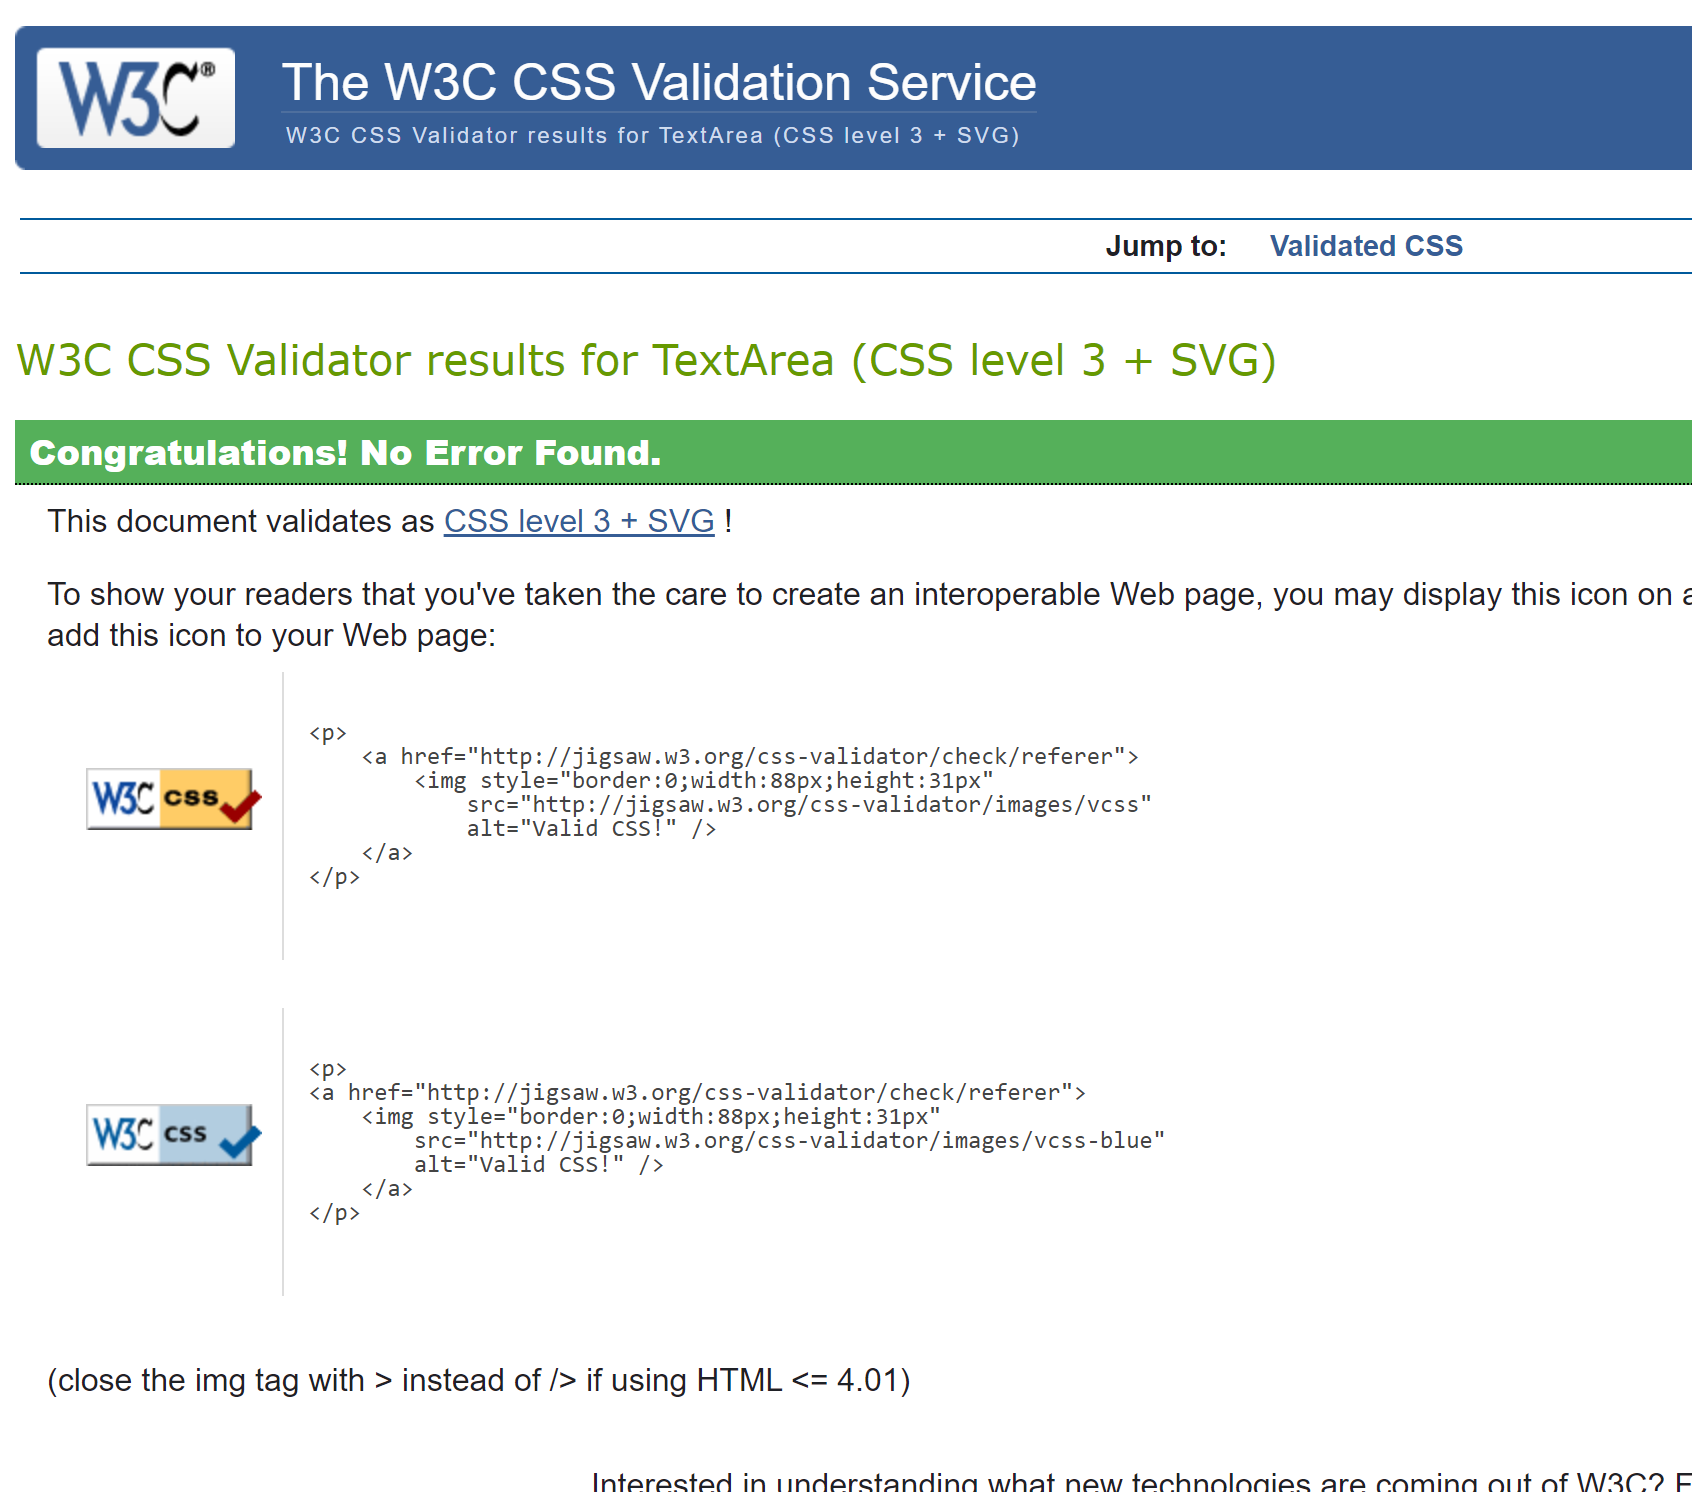 W3C®
The W3C CSS Validation Service
W3C CSS Validator results for TextArea (CSS level 3 + SVG)
Jump to: Validated CSS
W3C CSS Validator results for TextArea (CSS level 3 + SVG)
Congratulations! No Error Found.
This document validates as CSS level 3 + SVG !
To show your readers that you've taken the care to create an interoperable Web page, you may display this icon on a
add this icon to your Web page:
W3C css
<p>
    <a href="http://jigsaw.w3.org/css-validator/check/referer">
        <img style="border:0;width:88px;height:31px"
            src="http://jigsaw.w3.org/css-validator/images/vcss"
            alt="Valid CSS!" />
    </a>
</p>
W3C css
<p>
<a href="http://jigsaw.w3.org/css-validator/check/referer">
    <img style="border:0;width:88px;height:31px"
        src="http://jigsaw.w3.org/css-validator/images/vcss-blue"
        alt="Valid CSS!" />
    </a>
</p>
(close the img tag with > instead of /> if using HTML <= 4.01)
Interested in understanding what new technologies are coming out of W3C?